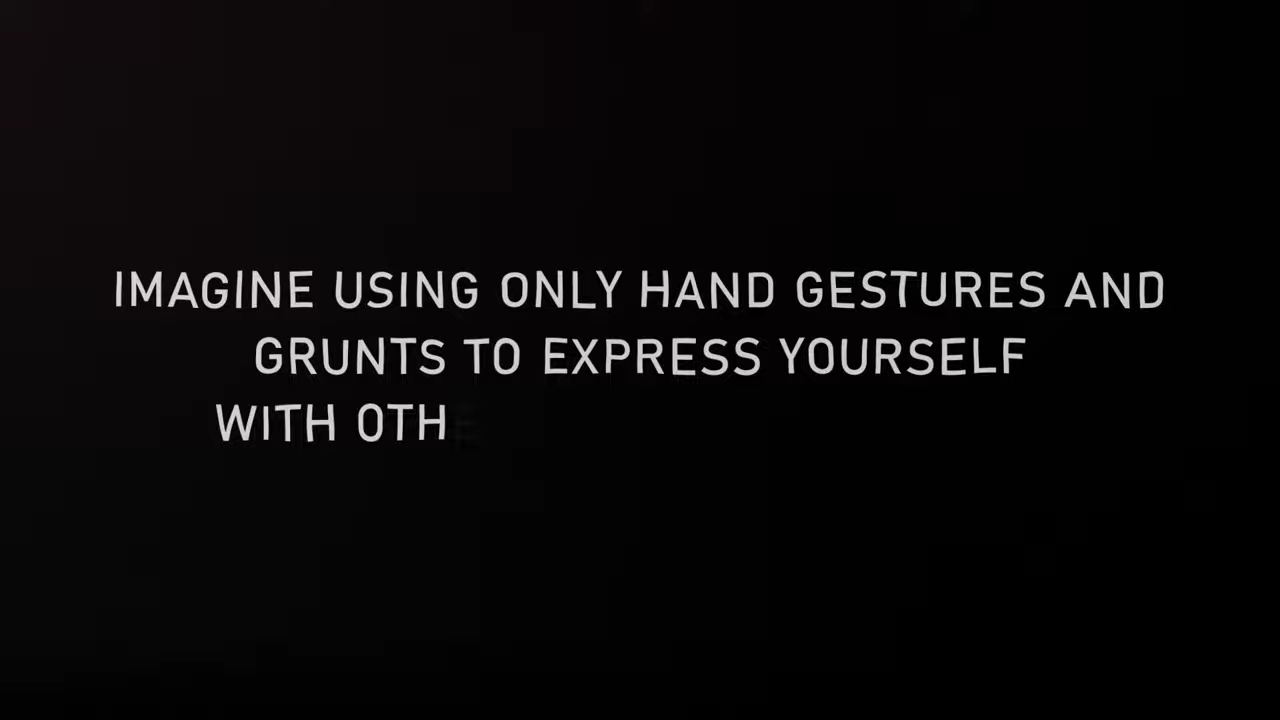 IMAGINE USING ONLY HAND GESTURES AND
GRUNTS TO EXPRESS YOURSELF
WITH OTH